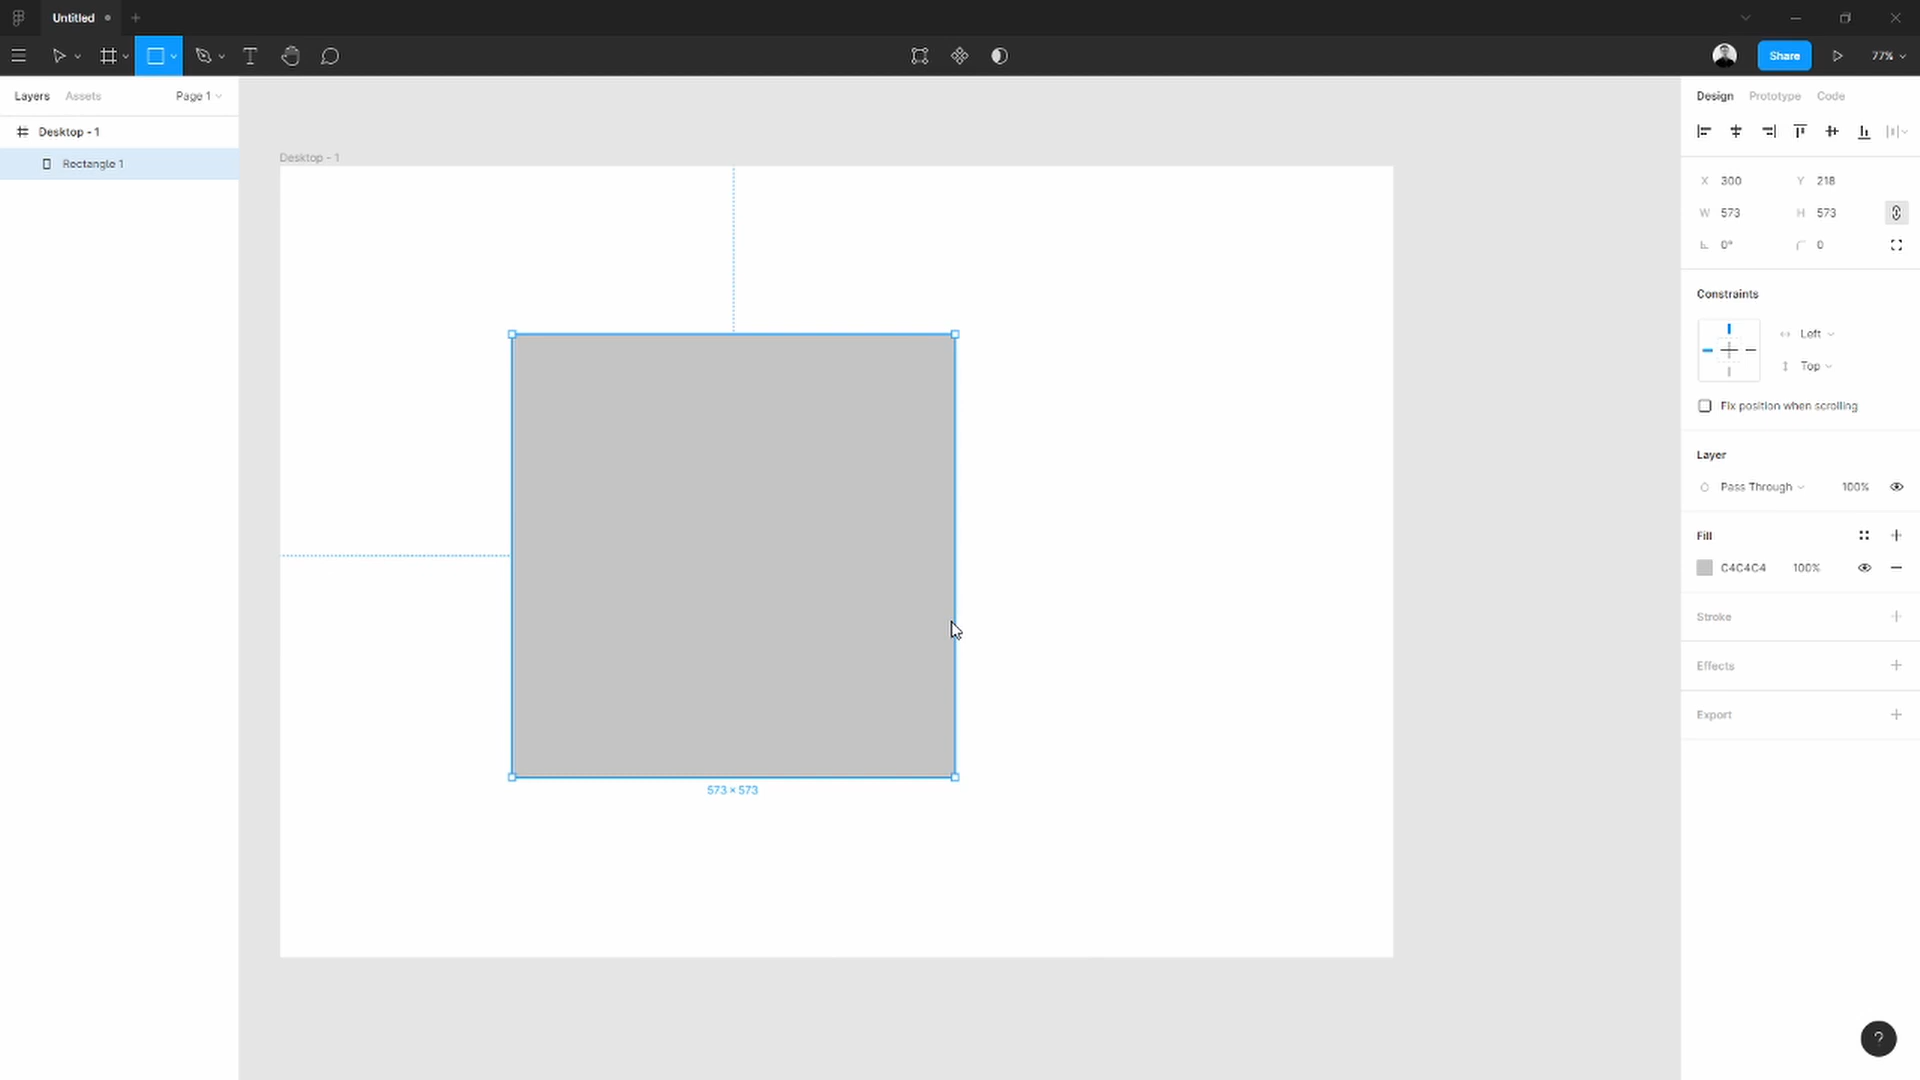 Untitled
Share
77%
Layers
Assets
Page 1
Design
Prototype
Code
Desktop - 1
Rectangle 1
Desktop - 1
573 × 573
X 300
Y 218
W 573
H 573
0°
0
Constraints
Left
Top
Fix position when scrolling
Layer
Pass Through
100%
Fill
C4C4C4
100%
Stroke
Effects
Export
?